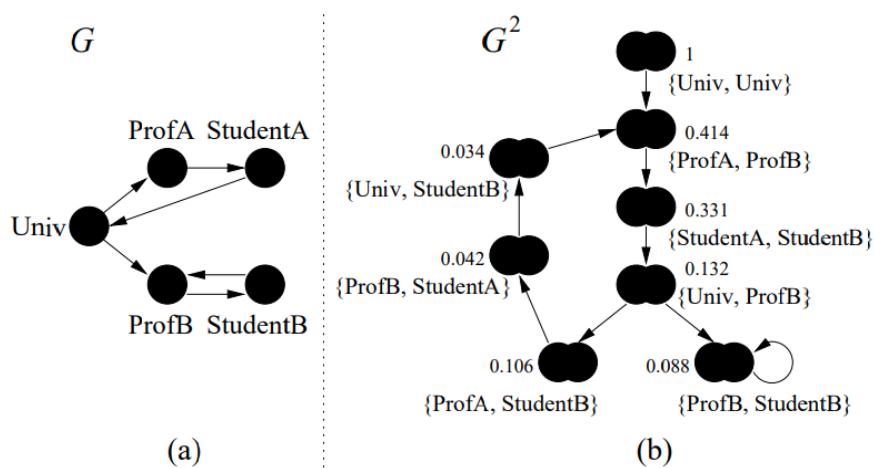 G
ProfA StudentA
Univ
ProfB StudentB
(a)
G²
1
{Univ, Univ}
0.414
{ProfA, ProfB}
0.034
{Univ, StudentB}
0.331
{StudentA, StudentB}
0.042
{ProfB, StudentA}
0.132
{Univ, ProfB}
0.106
{ProfA, StudentB}
0.088
{ProfB, StudentB}
(b)